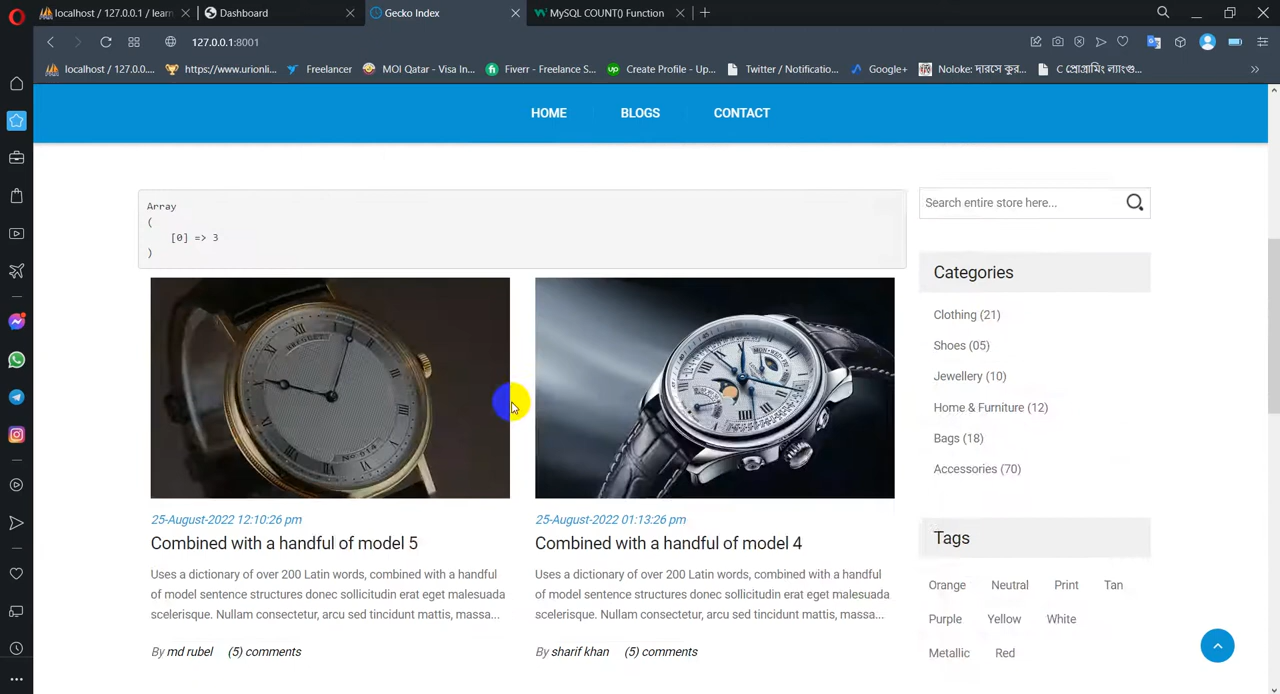 localhost / 127.0.0.1 / learn
Dashboard
Gecko Index
MySQL COUNT() Function
127.0.0.1:8001
localhost / 127.0.0....
https://www.urionli...
Freelancer
MOI Qatar - Visa In...
Fiverr - Freelance S...
Create Profile - Up...
Twitter / Notificatio...
Google+
Noloke: দারসে কুর...
C প্রোগ্রামিং ল্যাংগু...
HOME
BLOGS
CONTACT
Array
(
[0] => 3
)
25-August-2022 12:10:26 pm
Combined with a handful of model 5
Uses a dictionary of over 200 Latin words, combined with a handful
of model sentence structures donec sollicitudin erat eget malesuada
scelerisque. Nullam consectetur, arcu sed tincidunt mattis, massa...
By md rubel (5) comments
25-August-2022 01:13:26 pm
Combined with a handful of model 4
Uses a dictionary of over 200 Latin words, combined with a handful
of model sentence structures donec sollicitudin erat eget malesuada
scelerisque. Nullam consectetur, arcu sed tincidunt mattis, massa...
By sharif khan (5) comments
Search entire store here...
Categories
Clothing (21)
Shoes (05)
Jewellery (10)
Home & Furniture (12)
Bags (18)
Accessories (70)
Tags
Orange Neutral Print Tan
Purple Yellow White
Metallic Red